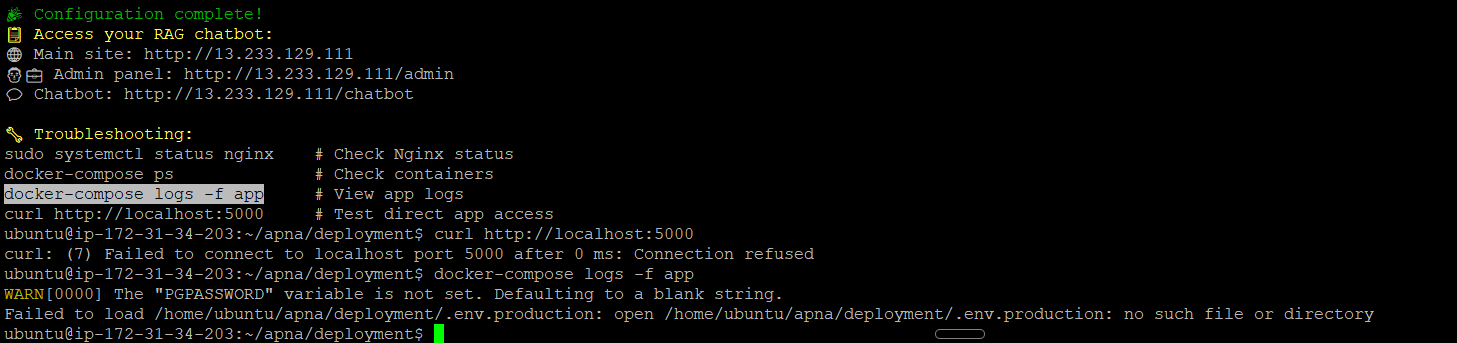 🎉 Configuration complete!
📋 Access your RAG chatbot:
🌐 Main site: http://13.233.129.111
👨‍💼 Admin panel: http://13.233.129.111/admin
💬 Chatbot: http://13.233.129.111/chatbot
🔧 Troubleshooting:
sudo systemctl status nginx    # Check Nginx status
docker-compose ps              # Check containers
docker-compose logs -f app     # View app logs
curl http://localhost:5000     # Test direct app access
ubuntu@ip-172-31-34-203:~/apna/deployment$ curl http://localhost:5000
curl: (7) Failed to connect to localhost port 5000 after 0 ms: Connection refused
ubuntu@ip-172-31-34-203:~/apna/deployment$ docker-compose logs -f app
WARN[0000] The "PGPASSWORD" variable is not set. Defaulting to a blank string.
Failed to load /home/ubuntu/apna/deployment/.env.production: open /home/ubuntu/apna/deployment/.env.production: no such file or directory
ubuntu@ip-172-31-34-203:~/apna/deployment$